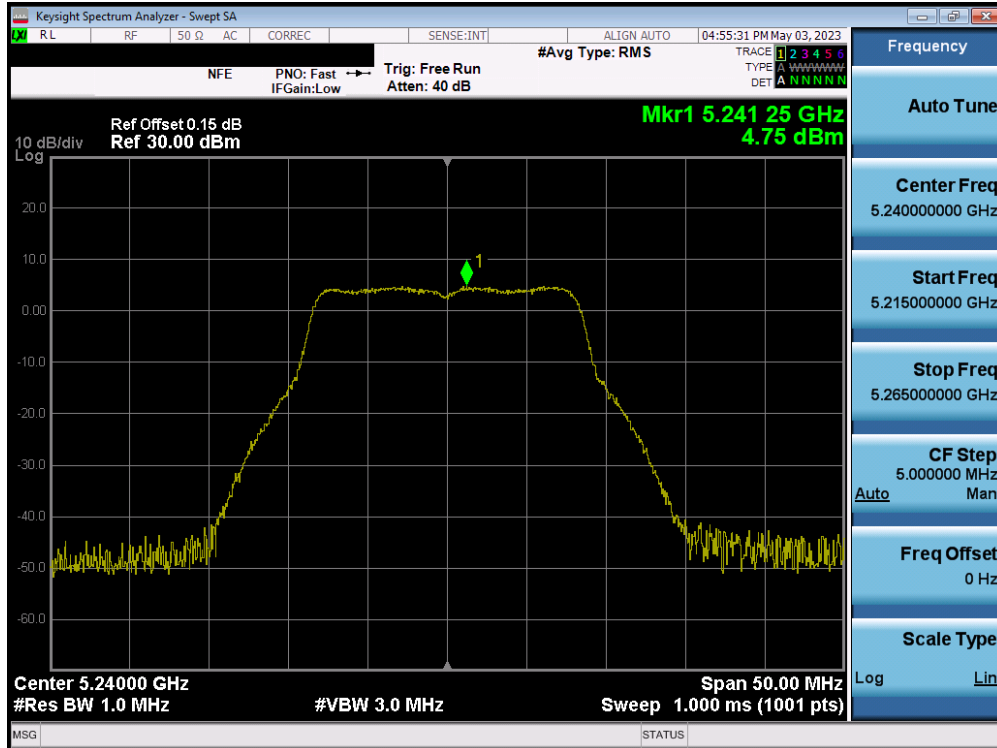 Keysight Spectrum Analyzer - Swept SA
LXI RL RF 50 Ω AC CORREC SENSE:INT ALIGN AUTO 04:55:31 PM May 03, 2023
#Avg Type: RMS TRACE 1 2 3 4 5 6
NFE PNO: Fast Trig: Free Run TYPE A WWWWW
IFGain:Low Atten: 40 dB DET A N N N N N
Mkr1 5.241 25 GHz
4.75 dBm
Ref Offset 0.15 dB
10 dB/div Ref 30.00 dBm
Log
20.0
10.0
1
0.00
-10.0
-20.0
-30.0
-40.0
-50.0
-60.0
Center 5.24000 GHz Span 50.00 MHz
#Res BW 1.0 MHz #VBW 3.0 MHz Sweep 1.000 ms (1001 pts)
MSG STATUS
Frequency
Auto Tune
Center Freq
5.240000000 GHz
Start Freq
5.215000000 GHz
Stop Freq
5.265000000 GHz
CF Step
5.000000 MHz
Auto Man
Freq Offset
0 Hz
Scale Type
Log Lin